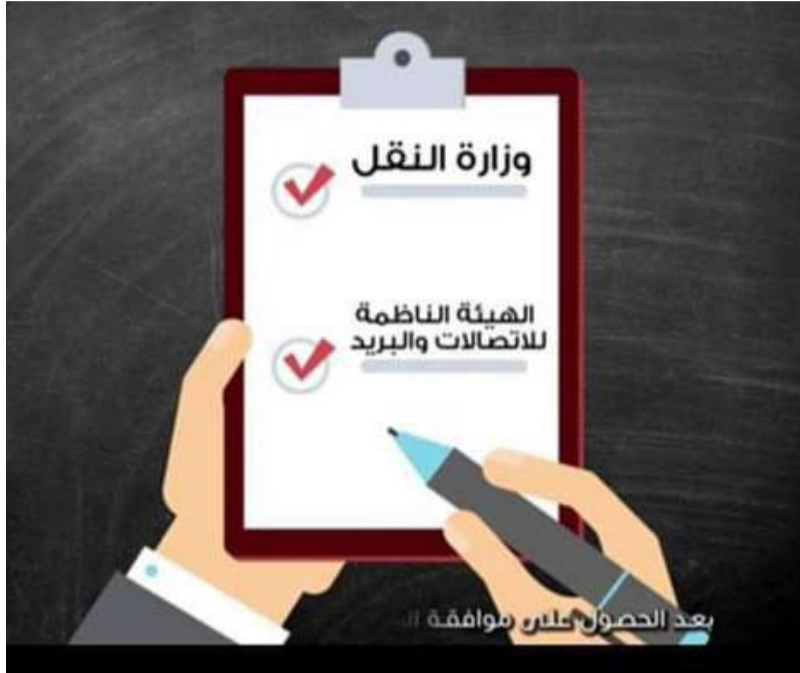 وزارة النقل
الهيئة الناظمة
للاتصالات والبريد
بعد الحصول على موافقة